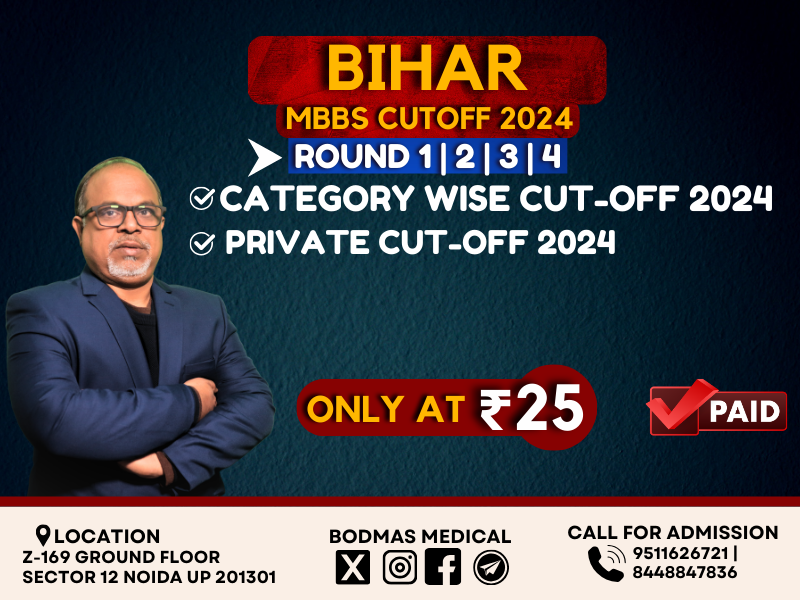 BIHAR
MBBS CUTOFF 2024
ROUND 1 | 2 | 3 | 4
CATEGORY WISE CUT-OFF 2024
PRIVATE CUT-OFF 2024
ONLY AT ₹25
PAID
LOCATION
Z-169 GROUND FLOOR
SECTOR 12 NOIDA UP 201301
BODMAS MEDICAL
CALL FOR ADMISSION
9511626721 |
8448847836